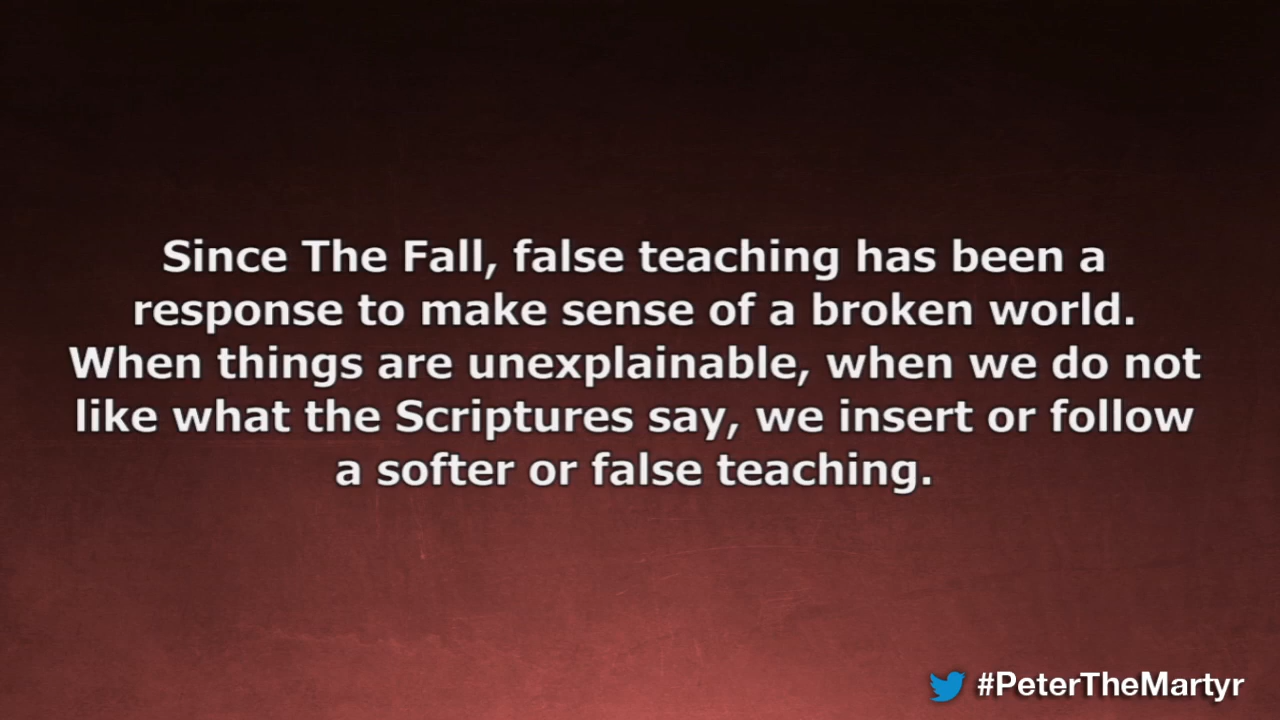 Since The Fall, false teaching has been a
response to make sense of a broken world.
When things are unexplainable, when we do not
like what the Scriptures say, we insert or follow
a softer or false teaching.
#PeterTheMartyr